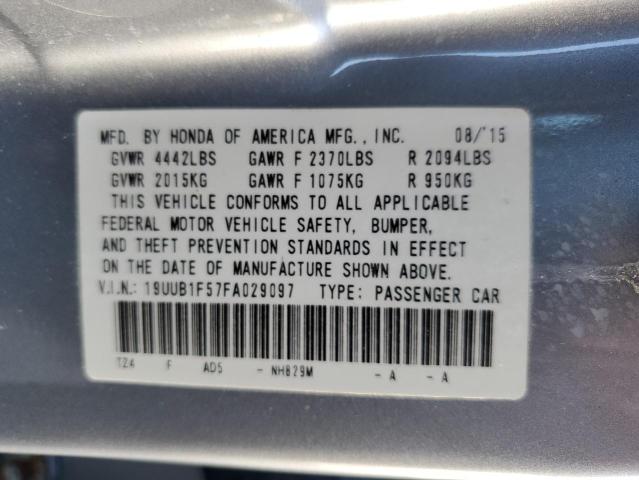 MFD. BY HONDA OF AMERICA MFG., INC. 08/'15
GVWR 4442LBS GAWR F 2370LBS R 2094LBS
GVWR 2015KG GAWR F 1075KG R 950KG
THIS VEHICLE CONFORMS TO ALL APPLICABLE
FEDERAL MOTOR VEHICLE SAFETY, BUMPER,
AND THEFT PREVENTION STANDARDS IN EFFECT
ON THE DATE OF MANUFACTURE SHOWN ABOVE.
V.I.N.: 19UUB1F57FA029097 TYPE: PASSENGER CAR
TZ4 F AD5 - NH829M - A - A